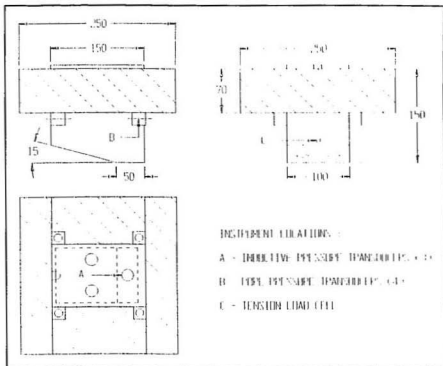 250
150
250
70
150
B
15
50
100
A
INSTRUMENT LOCATIONS :
A - INDUCTIVE PRESSURE TRANSDUCERS
B PORE PRESSURE TRANSDUCERS (4)
C - TENSION LOAD CELL